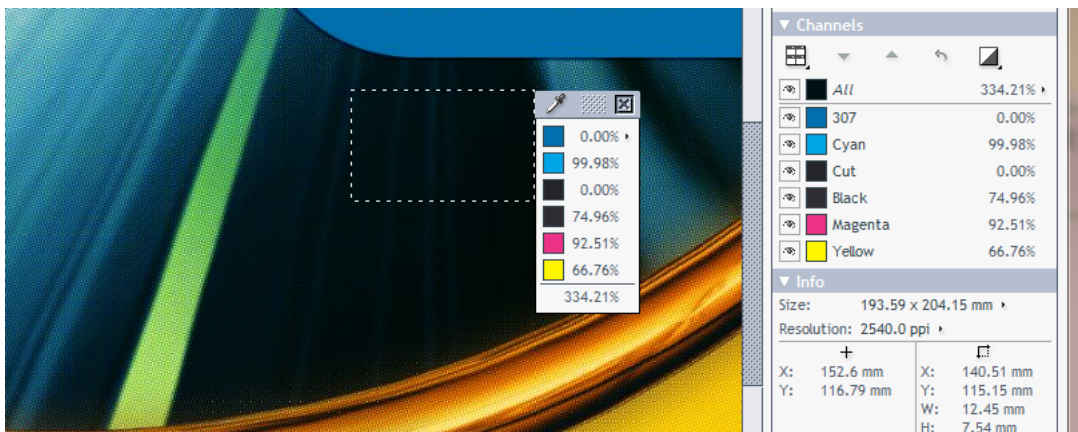 Channels
All 334.21%
307 0.00%
Cyan 99.98%
Cut 0.00%
Black 74.96%
Magenta 92.51%
Yellow 66.76%
0.00%
99.98%
0.00%
74.96%
92.51%
66.76%
334.21%
Info
Size: 193.59 x 204.15 mm
Resolution: 2540.0 ppi
X: 152.6 mm X: 140.51 mm
Y: 116.79 mm Y: 115.15 mm
W: 12.45 mm
H: 7.54 mm